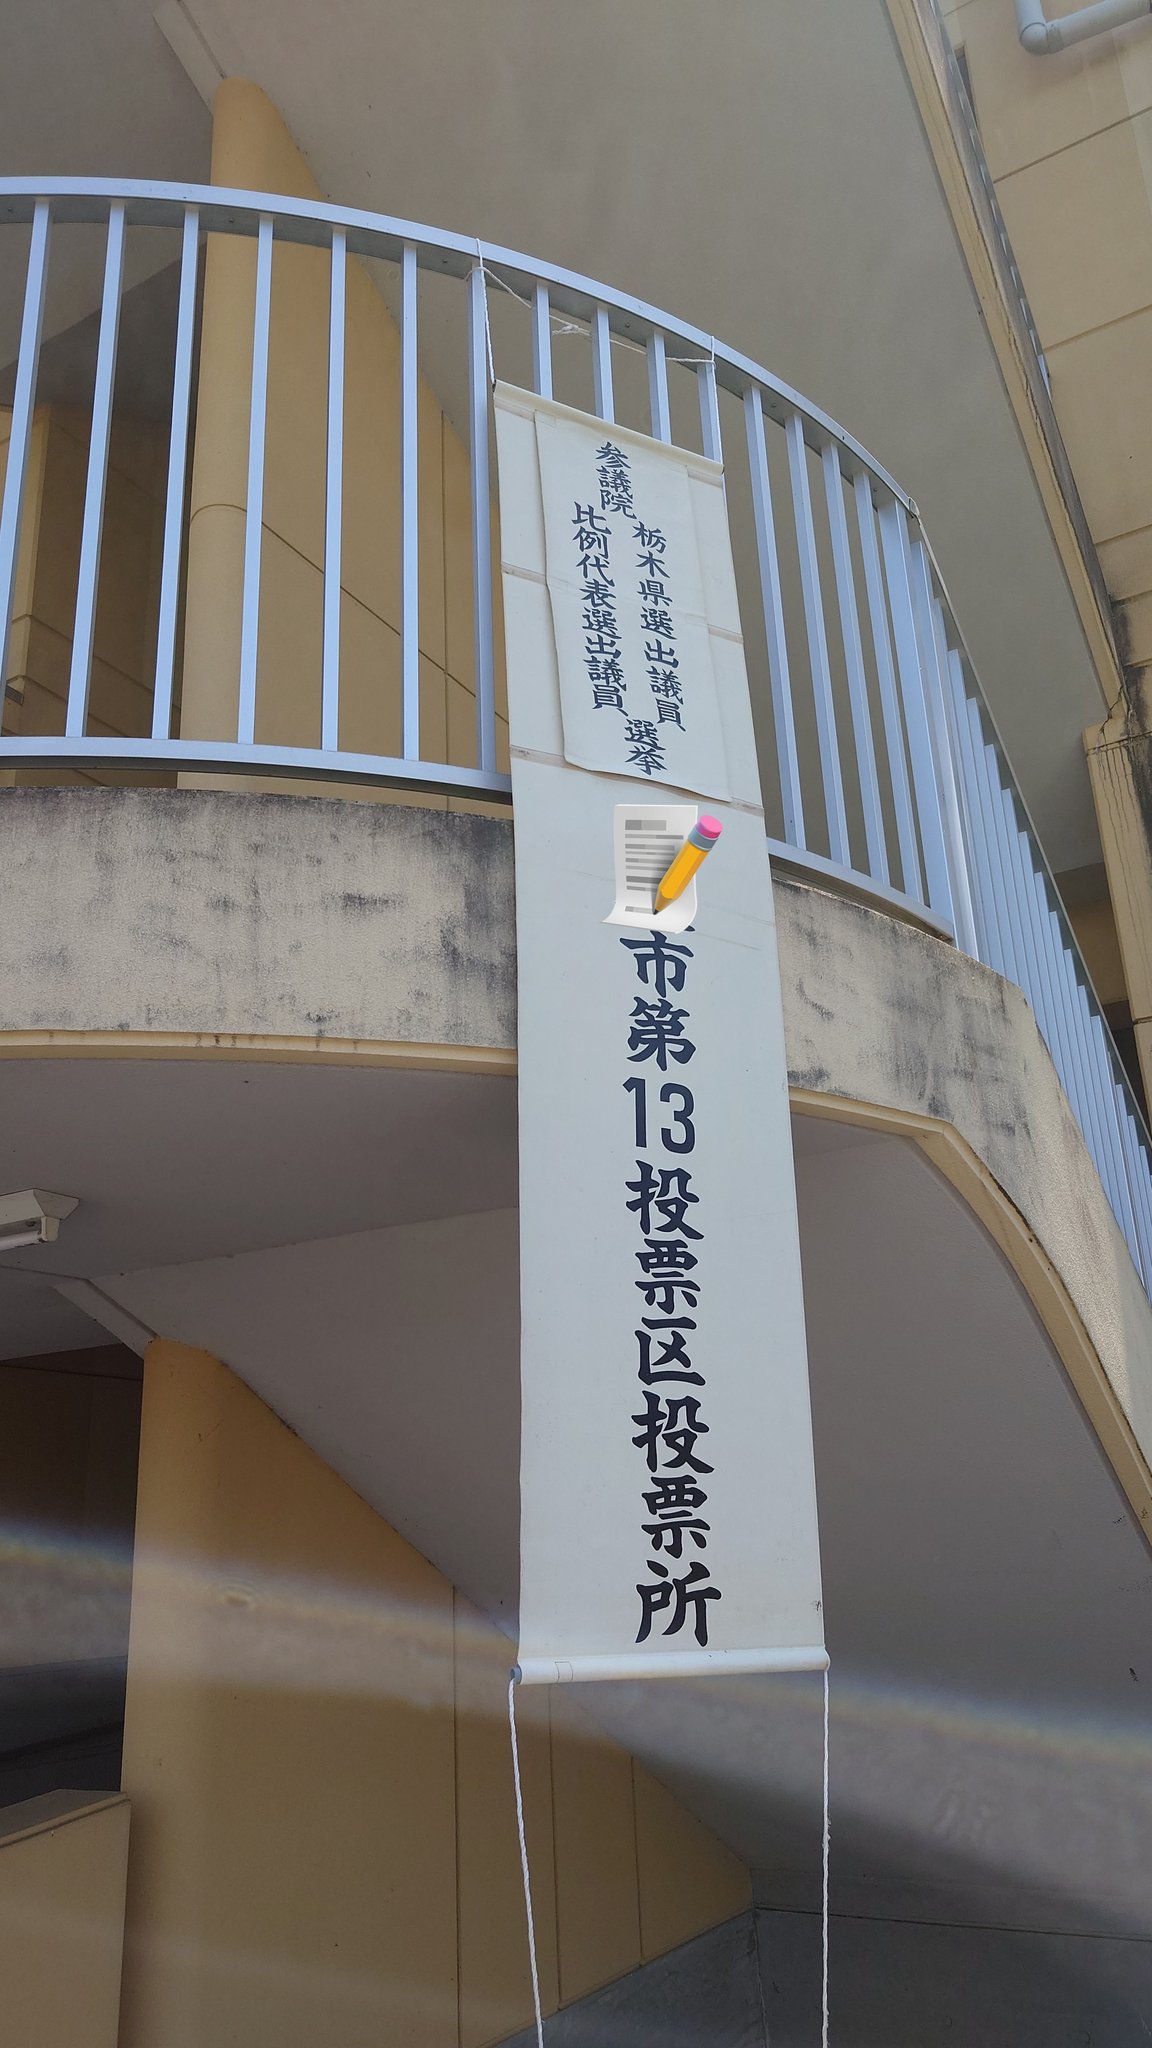 参議院
栃木県選出議員
比例代表選出議員
選挙
市第13投票区投票所